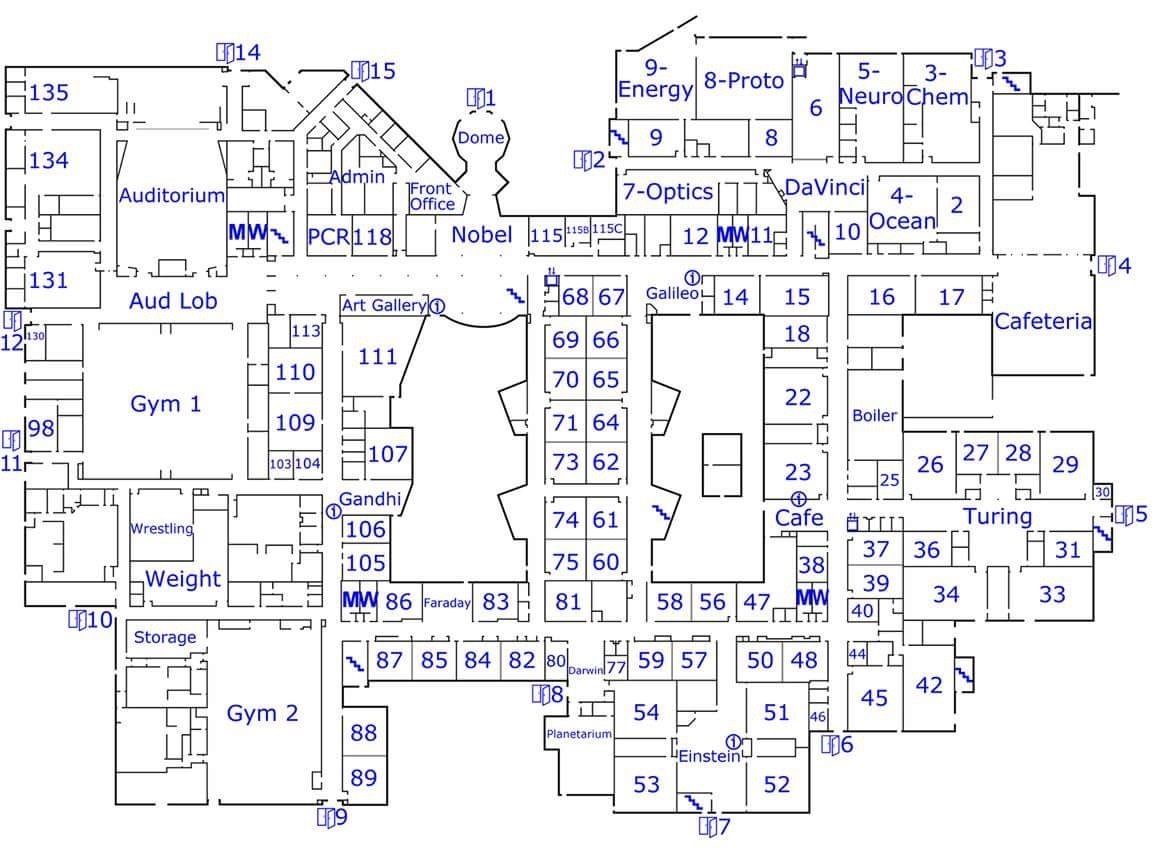 14
15
1
3
135
9-
Energy
8-Proto
5-
Neuro
3-
Chem
6
Dome
9
8
2
134
Auditorium
Admin
Front
Office
7-Optics
DaVinci
4-
Ocean
2
M W
PCR
118
Nobel
115
115B
115C
12
M W
11
10
4
131
Aud Lob
Art Gallery
1
68
67
Galileo
1
14
15
16
17
Cafeteria
12
130
113
111
69
66
18
110
70
65
Gym 1
22
98
109
71
64
Boiler
11
103
104
107
73
62
23
25
26
27
28
29
30
Gandhi
1
1
Cafe
Turing
5
Wrestling
106
74
61
37
36
31
Weight
105
75
60
38
39
34
33
M W
86
Faraday
83
81
58
56
47
M W
40
10
Storage
87
85
84
82
80
Darwin
77
59
57
50
48
44
8
45
42
Gym 2
88
Planetarium
54
51
46
6
Einstein
1
89
53
52
9
7